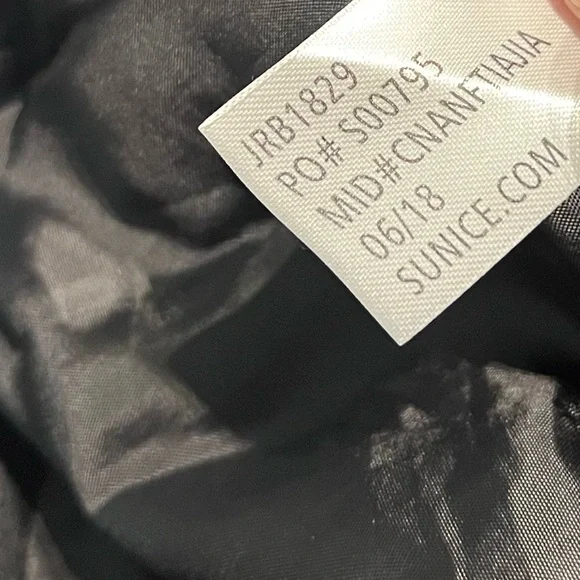 JRB1829
PO# S00795
MID#CNANFTIAJIA
06/18
SUNICE.COM